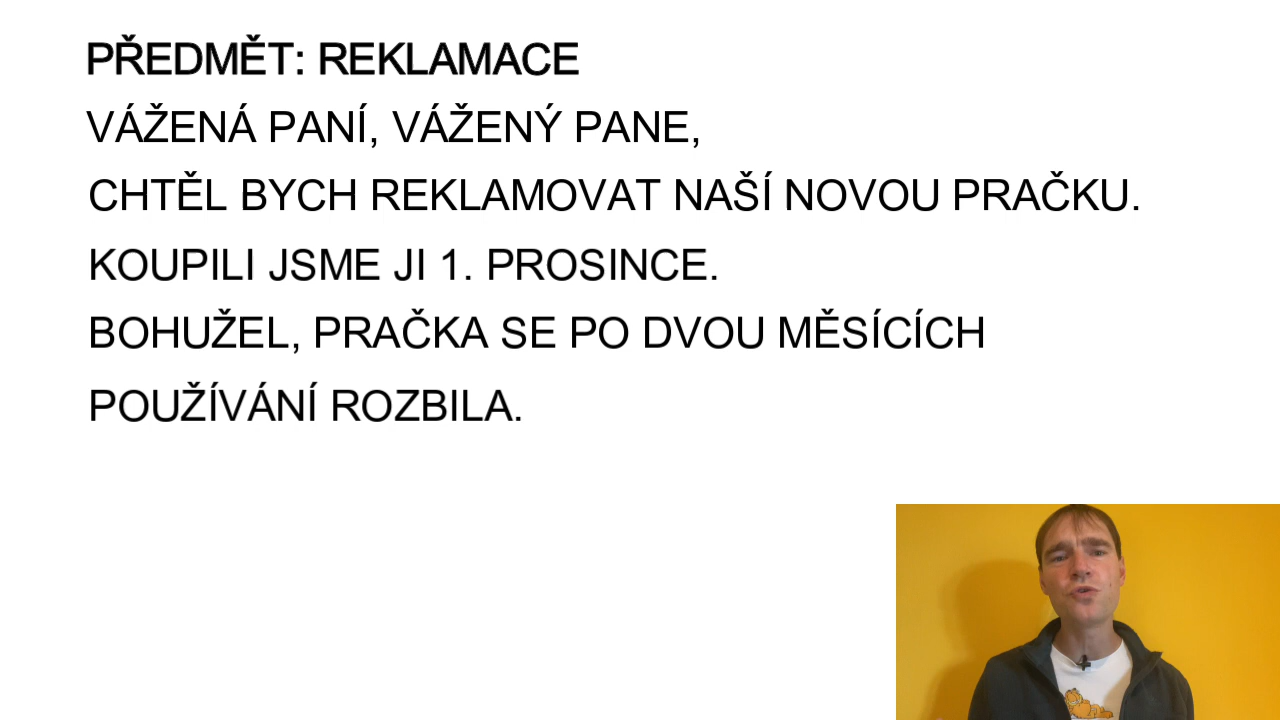 PŘEDMĚT: REKLAMACE
VÁŽENÁ PANÍ, VÁŽENÝ PANE,
CHTĚL BYCH REKLAMOVAT NAŠÍ NOVOU PRAČKU.
KOUPILI JSME JI 1. PROSINCE.
BOHUŽEL, PRAČKA SE PO DVOU MĚSÍCÍCH
POUŽÍVÁNÍ ROZBILA.